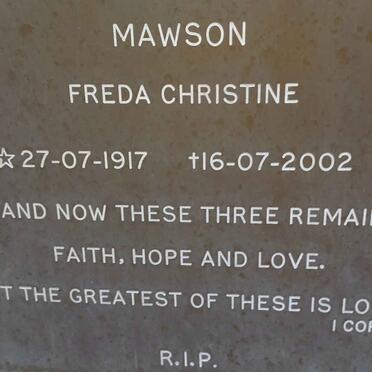 MAWSON
FREDA CHRISTINE
☆ 27-07-1917 †16-07-2002
AND NOW THESE THREE REMAI
FAITH, HOPE AND LOVE.
T THE GREATEST OF THESE IS LO
I COR
R.I.P.